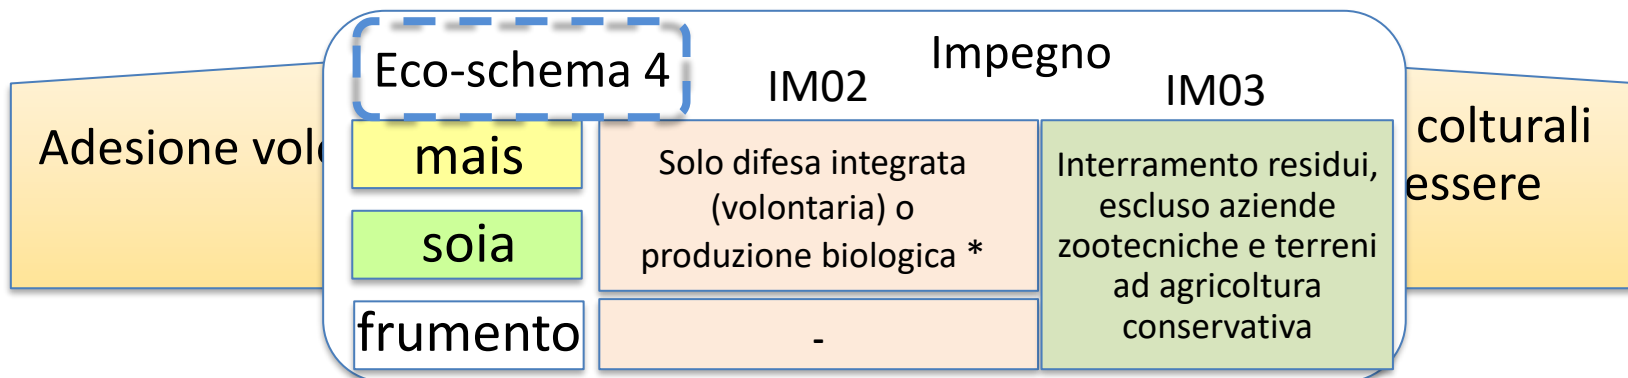 Eco-schema 4
Impegno
IM02
IM03
Adesione
mais
Solo difesa integrata
(volontaria) o
produzione biologica *
soia
frumento
-
Interramento residui,
escluso aziende
zootecniche e terreni
ad agricoltura
conservativa
colturali
essere